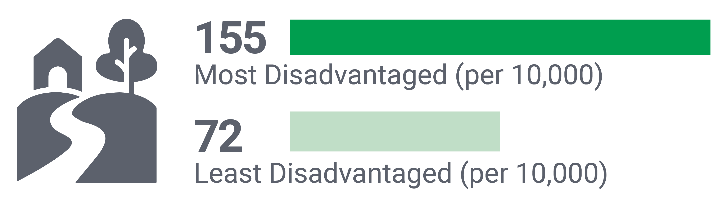 155
Most Disadvantaged (per 10,000)
72
Least Disadvantaged (per 10,000)